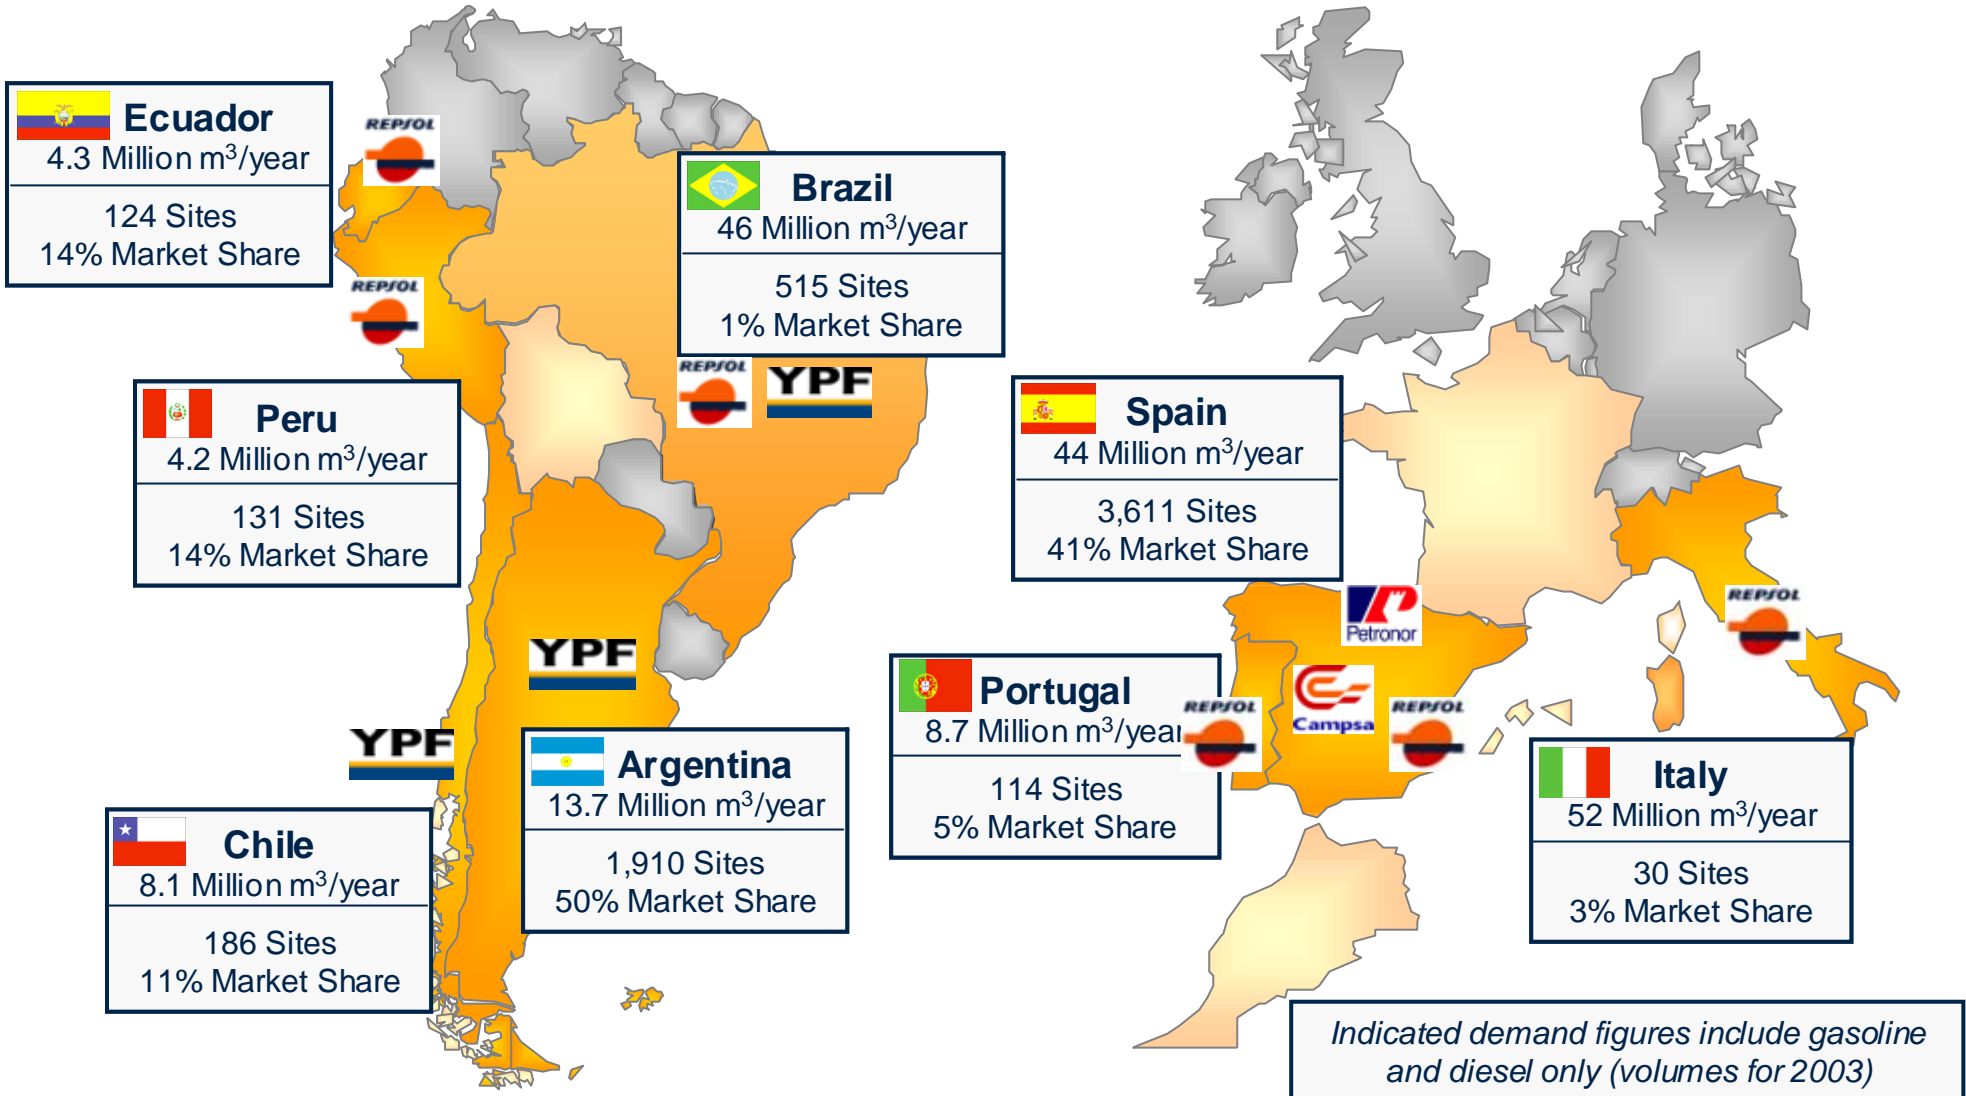 Ecuador
4.3 Million m³/year
124 Sites
14% Market Share
REPSOL
Brazil
46 Million m³/year
515 Sites
1% Market Share
REPSOL
REPSOL
YPF
Peru
4.2 Million m³/year
131 Sites
14% Market Share
YPF
YPF
Chile
8.1 Million m³/year
186 Sites
11% Market Share
Argentina
13.7 Million m³/year
1,910 Sites
50% Market Share
Spain
44 Million m³/year
3,611 Sites
41% Market Share
Petronor
Campsa
REPSOL
REPSOL
REPSOL
Portugal
8.7 Million m³/year
114 Sites
5% Market Share
Italy
52 Million m³/year
30 Sites
3% Market Share
Indicated demand figures include gasoline
and diesel only (volumes for 2003)